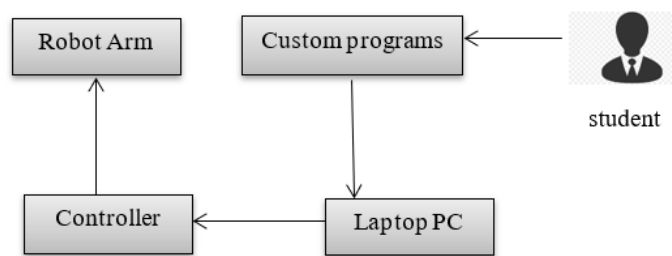 Robot Arm
Custom programs
student
Controller
Laptop PC